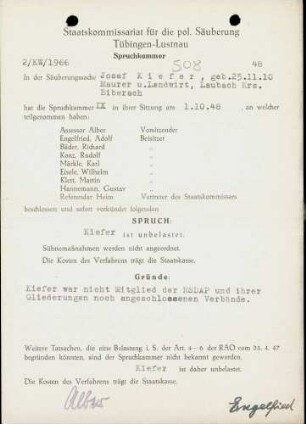 Staatskommissariat für die pol. Säuberung
Tübingen-Lustnau
Spruchkammer
2/KW/1966 508 48
In der Säuberungssache Josef Kiefer, geb.25.11.10
Maurer u.Landwirt, Laubach Krs.
Biberach
hat die Spruchkammer IX in ihrer Sitzung am 1.10.48 , an welcher
teilgenommen haben:
Assessor Alber Vorsitzender
Engelfried, Adolf Beisitzer
Bäder, Richard „
Konz, Rudolf „
Märkle, Karl „
Eisele, Wilhelm „
Klett, Martin „
Hannemann, Gustav „
Referendar Heim Vertreter des Staatskommissars
beschlossen und sofort verkündet folgenden
SPRUCH:
Kiefer ist unbelastet.
Sühnemaßnahmen werden nicht angeordnet.
Die Kosten des Verfahrens trägt die Staatskasse.
Gründe:
Kiefer war nicht Mitglied der NSDAP und ihrer
Gliederungen noch angeschlossenen Verbände.
Weitere Tatsachen, die eine Belastung i. S. der Art. 4—6 der RAO vom 24. 4. 47
begründen könnten, sind der Spruchkammer nicht bekannt geworden.
Kiefer ist daher unbelastet.
Die Kosten des Verfahrens trägt die Staatskasse.
Alber Engelfried